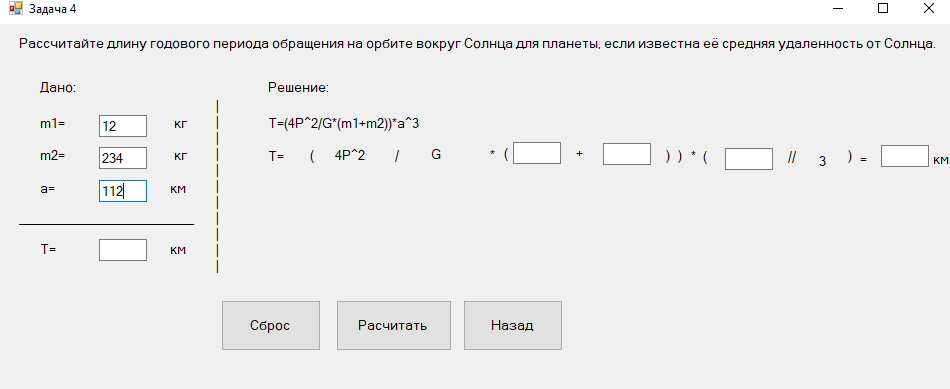 Задача 4
Рассчитайте длину годового периода обращения на орбите вокруг Солнца для планеты, если известна её средняя удаленность от Солнца.
Дано:
Решение:
m1= 12 кг
T=(4P^2/G*(m1+m2))*a^3
m2= 234 кг
T= ( 4P^2 / G * ( + ) ) * ( // 3 ) = км
a= 112 км
T= км
Сброс Расчитать Назад